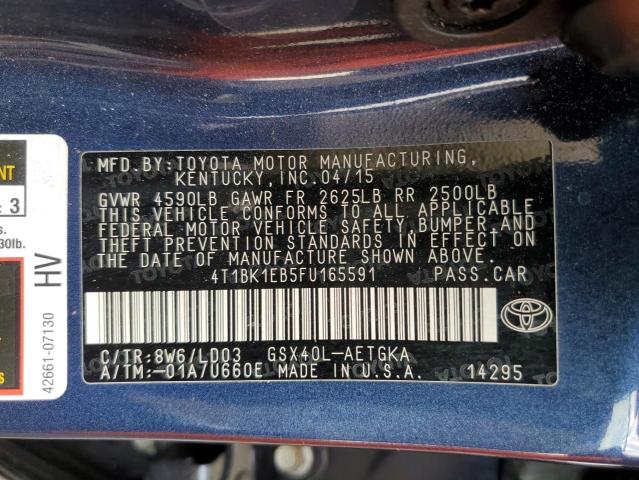 MFD.BY:TOYOTA MOTOR MANUFACTURING,
KENTUCKY, INC.04/15
GVWR 4590LB GAWR FR 2625LB RR 2500LB
THIS VEHICLE CONFORMS TO ALL APPLICABLE
FEDERAL MOTOR VEHICLE SAFETY,BUMPER,AND
THEFT PREVENTION STANDARDS IN EFFECT ON
THE DATE OF MANUFACTURE SHOWN ABOVE.
4T1BK1EB5FU165591 PASS.CAR
C/TR:8W6/LD03 GSX40L-AETGKA
A/TM:-01A/U660E MADE IN U.S.A. 14295
: 3
30lb.
HV
42661-07130